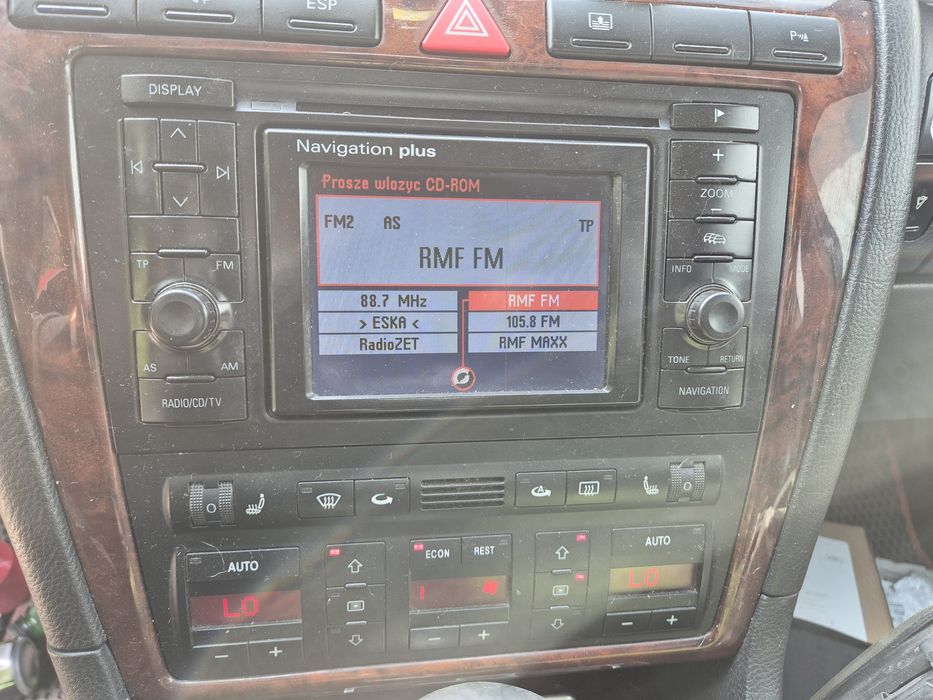 ESP
P
DISPLAY
Navigation plus
Prosze wlozyc CD-ROM
FM2 AS TP
RMF FM
88.7 MHz RMF FM
> ESKA < 105.8 FM
RadioZET RMF MAXX
+
ZOOM
−
TP FM
INFO MODE
AS AM
TONE RETURN
RADIO/CD/TV
NAVIGATION
O
A
O
AUTO
ECON REST
AUTO
LO
1
LO
− +
− +
− +